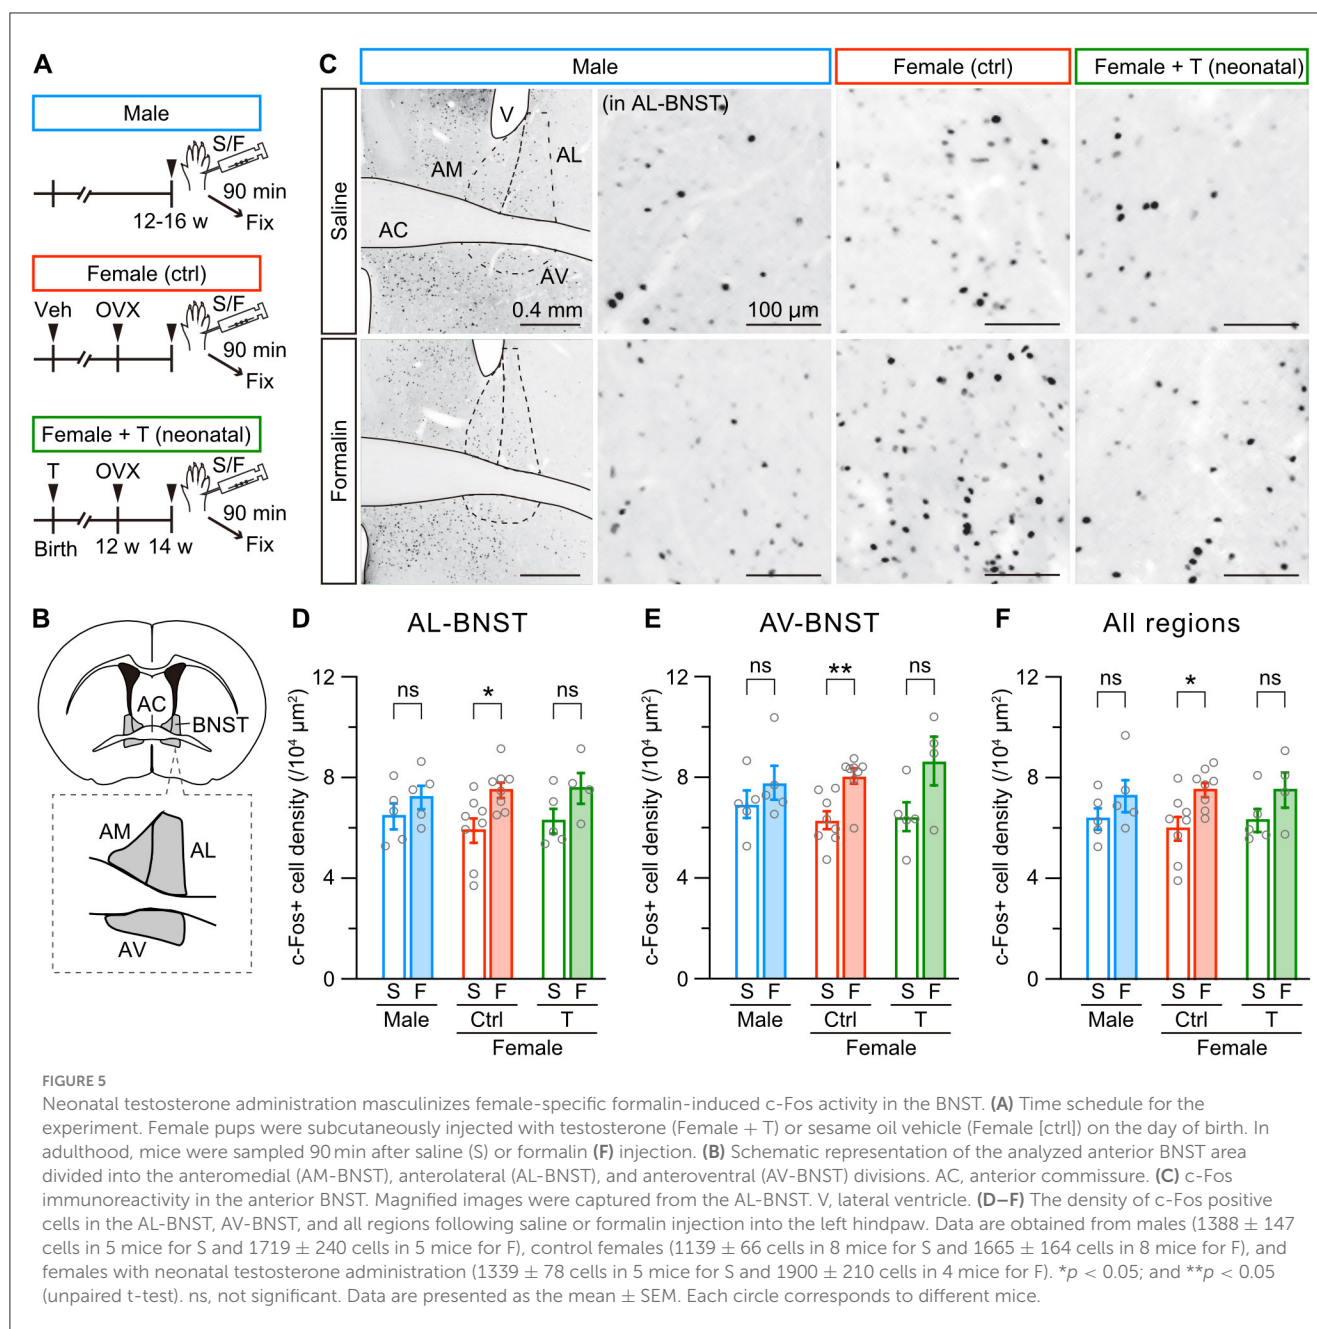 A
Male
S/F
90 min
12-16 w
Fix
Female (ctrl)
Veh
OVX
S/F
90 min
Fix
Female + T (neonatal)
T
OVX
S/F
90 min
Birth
12 w
14 w
Fix
B
AC
BNST
AM
AL
AV
C
Male
Female (ctrl)
Female + T (neonatal)
Saline
V
(in AL-BNST)
AM
AL
AC
AV
0.4 mm
100 µm
Formalin
D
AL-BNST
c-Fos+ cell density (/10⁴ µm²)
12
8
4
0
ns
*
ns
S F S F S F
Male Ctrl T
Female
E
AV-BNST
c-Fos+ cell density (/10⁴ µm²)
12
8
4
0
ns
**
ns
S F S F S F
Male Ctrl T
Female
F
All regions
c-Fos+ cell density (/10⁴ µm²)
12
8
4
0
ns
*
ns
S F S F S F
Male Ctrl T
Female
FIGURE 5
Neonatal testosterone administration masculinizes female-specific formalin-induced c-Fos activity in the BNST. (A) Time schedule for the
experiment. Female pups were subcutaneously injected with testosterone (Female + T) or sesame oil vehicle (Female [ctrl]) on the day of birth. In
adulthood, mice were sampled 90 min after saline (S) or formalin (F) injection. (B) Schematic representation of the analyzed anterior BNST area
divided into the anteromedial (AM-BNST), anterolateral (AL-BNST), and anteroventral (AV-BNST) divisions. AC, anterior commissure. (C) c-Fos
immunoreactivity in the anterior BNST. Magnified images were captured from the AL-BNST. V, lateral ventricle. (D–F) The density of c-Fos positive
cells in the AL-BNST, AV-BNST, and all regions following saline or formalin injection into the left hindpaw. Data are obtained from males (1388 ± 147
cells in 5 mice for S and 1719 ± 240 cells in 5 mice for F), control females (1139 ± 66 cells in 8 mice for S and 1665 ± 164 cells in 8 mice for F), and
females with neonatal testosterone administration (1339 ± 78 cells in 5 mice for S and 1900 ± 210 cells in 4 mice for F). *p < 0.05; and **p < 0.05
(unpaired t-test). ns, not significant. Data are presented as the mean ± SEM. Each circle corresponds to different mice.